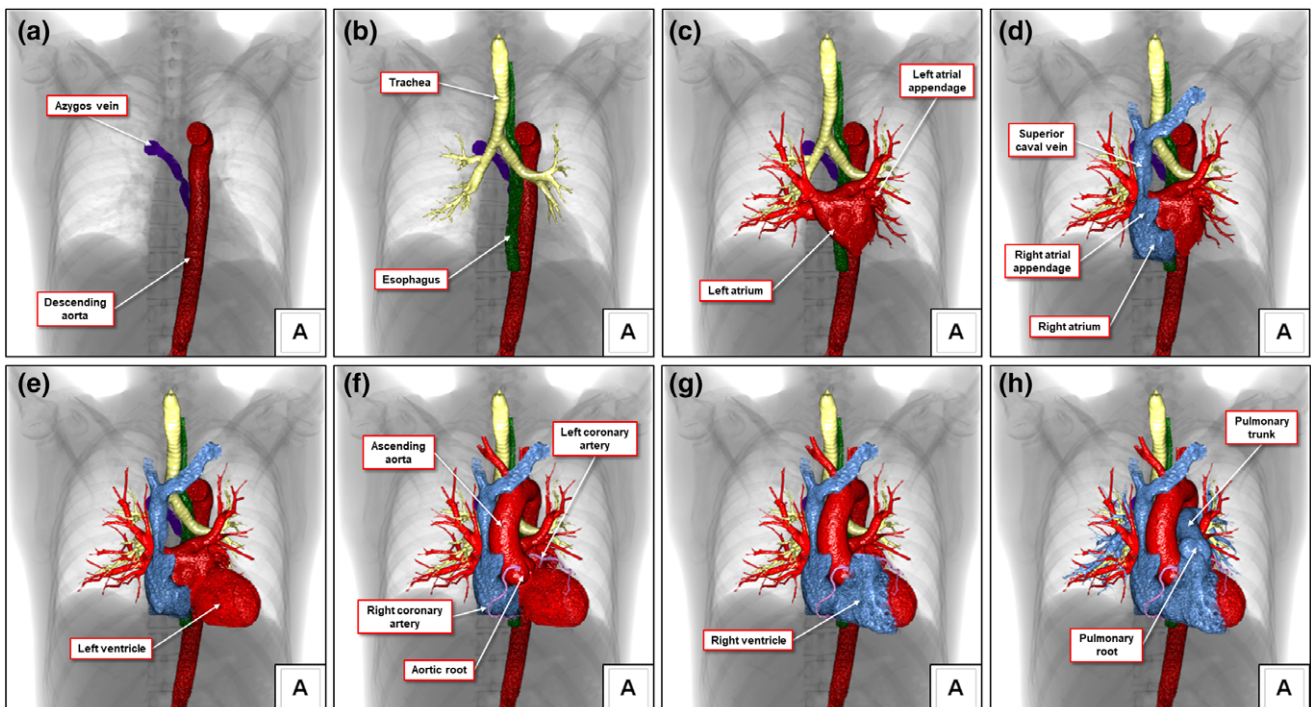 (a)
Azygos vein
Descending
aorta
A
(b)
Trachea
Esophagus
A
(c)
Left atrial
appendage
Left atrium
A
(d)
Superior
caval vein
Right atrial
appendage
Right atrium
A
(e)
Left ventricle
A
(f)
Ascending
aorta
Left coronary
artery
Right coronary
artery
Aortic root
A
(g)
Right ventricle
A
(h)
Pulmonary
trunk
Pulmonary
root
A